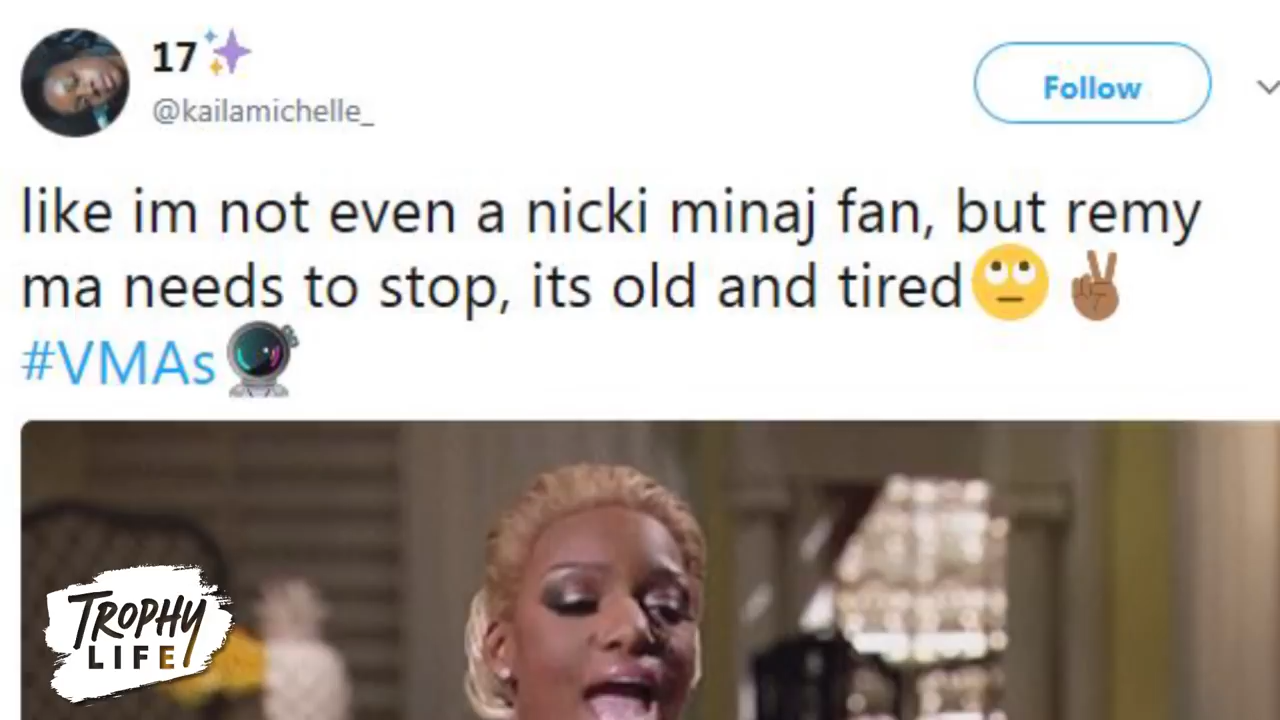 17✨
@kailamichelle_
Follow
like im not even a nicki minaj fan, but remy
ma needs to stop, its old and tired🙄✌🏾
#VMAs
TROPHY
LIFE